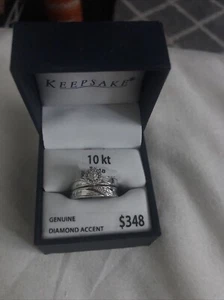 KEEPSAKE®
10 kt
GENUINE
DIAMOND ACCENT
$348